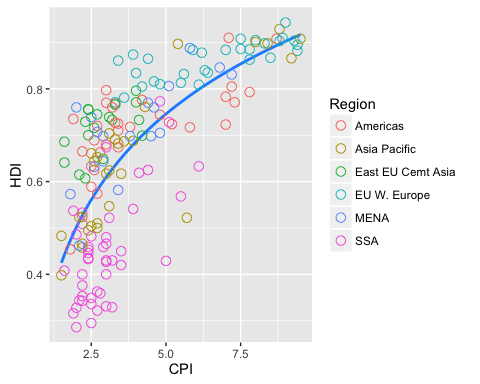 HDI
0.8
0.6
0.4
2.5 5.0 7.5
CPI
Region
Americas
Asia Pacific
East EU Cemt Asia
EU W. Europe
MENA
SSA